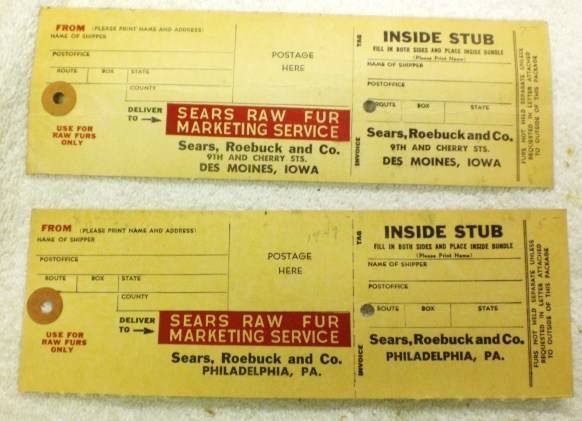 FROM (PLEASE PRINT NAME AND ADDRESS)
NAME OF SHIPPER
POSTOFFICE
ROUTE BOX STATE
COUNTY
POSTAGE
HERE
USE FOR
RAW FURS
ONLY
DELIVER
TO
SEARS RAW FUR
MARKETING SERVICE
Sears, Roebuck and Co.
9TH AND CHERRY STS.
DES MOINES, IOWA
TAG
INVOICE
INSIDE STUB
FILL IN BOTH SIDES AND PLACE INSIDE BUNDLE
(Please Print Name)
NAME OF SHIPPER
POSTOFFICE
ROUTE BOX STATE
Sears, Roebuck and Co.
9TH AND CHERRY STS.
DES MOINES, IOWA
FURS NOT HELD SEPARATE UNLESS
REQUESTED IN LETTER ATTACHED
TO OUTSIDE OF THIS PACKAGE
FROM (PLEASE PRINT NAME AND ADDRESS)
NAME OF SHIPPER
POSTOFFICE
ROUTE BOX STATE
COUNTY
1949
POSTAGE
HERE
USE FOR
RAW FURS
ONLY
DELIVER
TO
SEARS RAW FUR
MARKETING SERVICE
Sears, Roebuck and Co.
PHILADELPHIA, PA.
TAG
INVOICE
INSIDE STUB
FILL IN BOTH SIDES AND PLACE INSIDE BUNDLE
(Please Print Name)
NAME OF SHIPPER
POSTOFFICE
ROUTE BOX STATE
Sears, Roebuck and Co.
PHILADELPHIA, PA.
FURS NOT HELD SEPARATE UNLESS
REQUESTED IN LETTER ATTACHED
TO OUTSIDE OF THIS PACKAGE